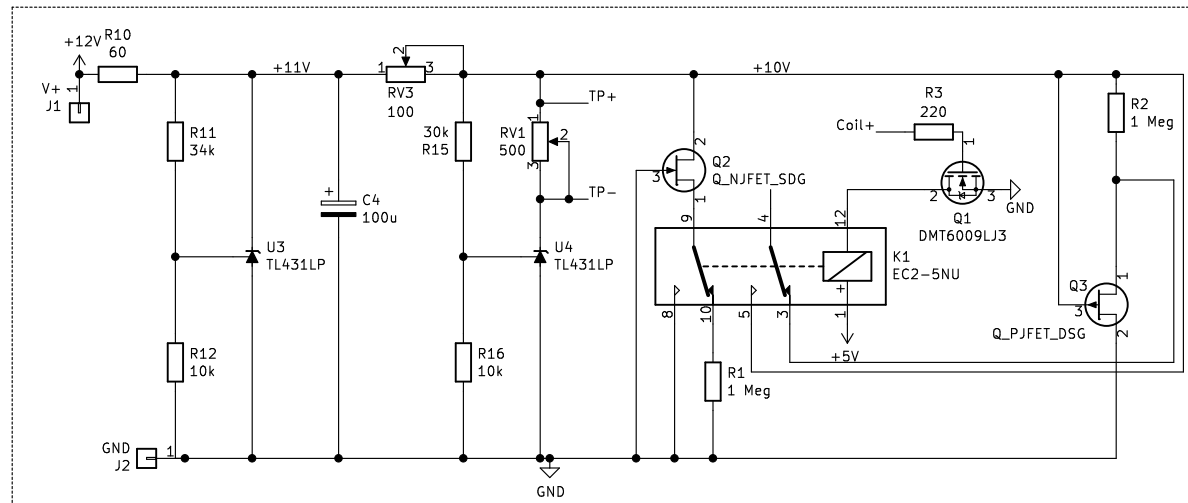 +12V
R10
60
V+
1
J1
+11V
1
2
3
RV3
100
+10V
R11
34k
30k
R15
TP+
1
RV1
500
2
3
TP-
2
3
Q2
Q_NJFET_SDG
1
R3
220
Coil+
1
2
3
GND
Q1
DMT6009LJ3
R2
1 Meg
+
C4
100u
U3
TL431LP
U4
TL431LP
9
4
12
K1
EC2-5NU
+
8
10
5
3
1
+5V
Q3
1
3
2
Q_PJFET_DSG
R12
10k
R16
10k
R1
1 Meg
GND
1
J2
GND